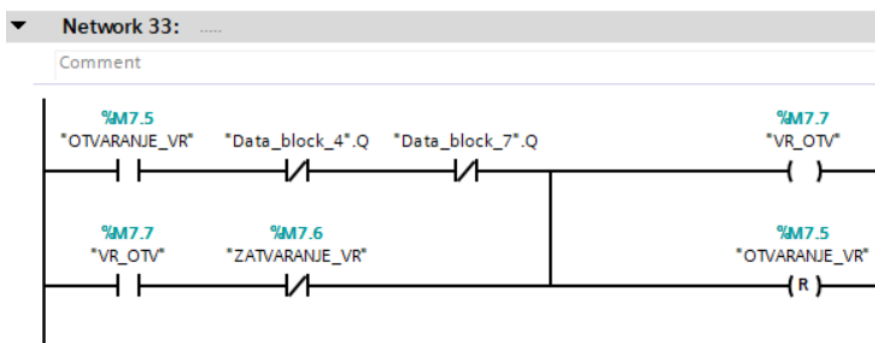 Network 33: .....
Comment
%M7.5 %M7.7
"OTVARANJE_VR" "Data_block_4".Q "Data_block_7".Q "VR_OTV"
%M7.7 %M7.6 %M7.5
"VR_OTV" "ZATVARANJE_VR" "OTVARANJE_VR"
R